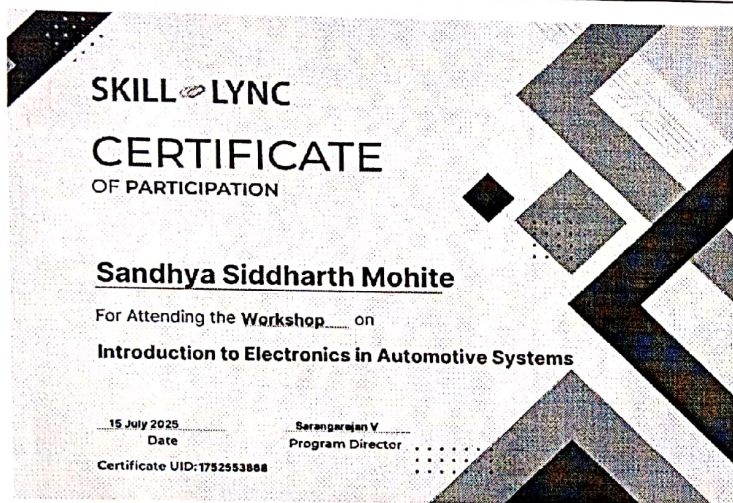 SKILL LYNC
CERTIFICATE
OF PARTICIPATION
Sandhya Siddharth Mohite
For Attending the Workshop on
Introduction to Electronics in Automotive Systems
15 July 2025
Date
Sarangarajan V
Program Director
Certificate UID:1752553868